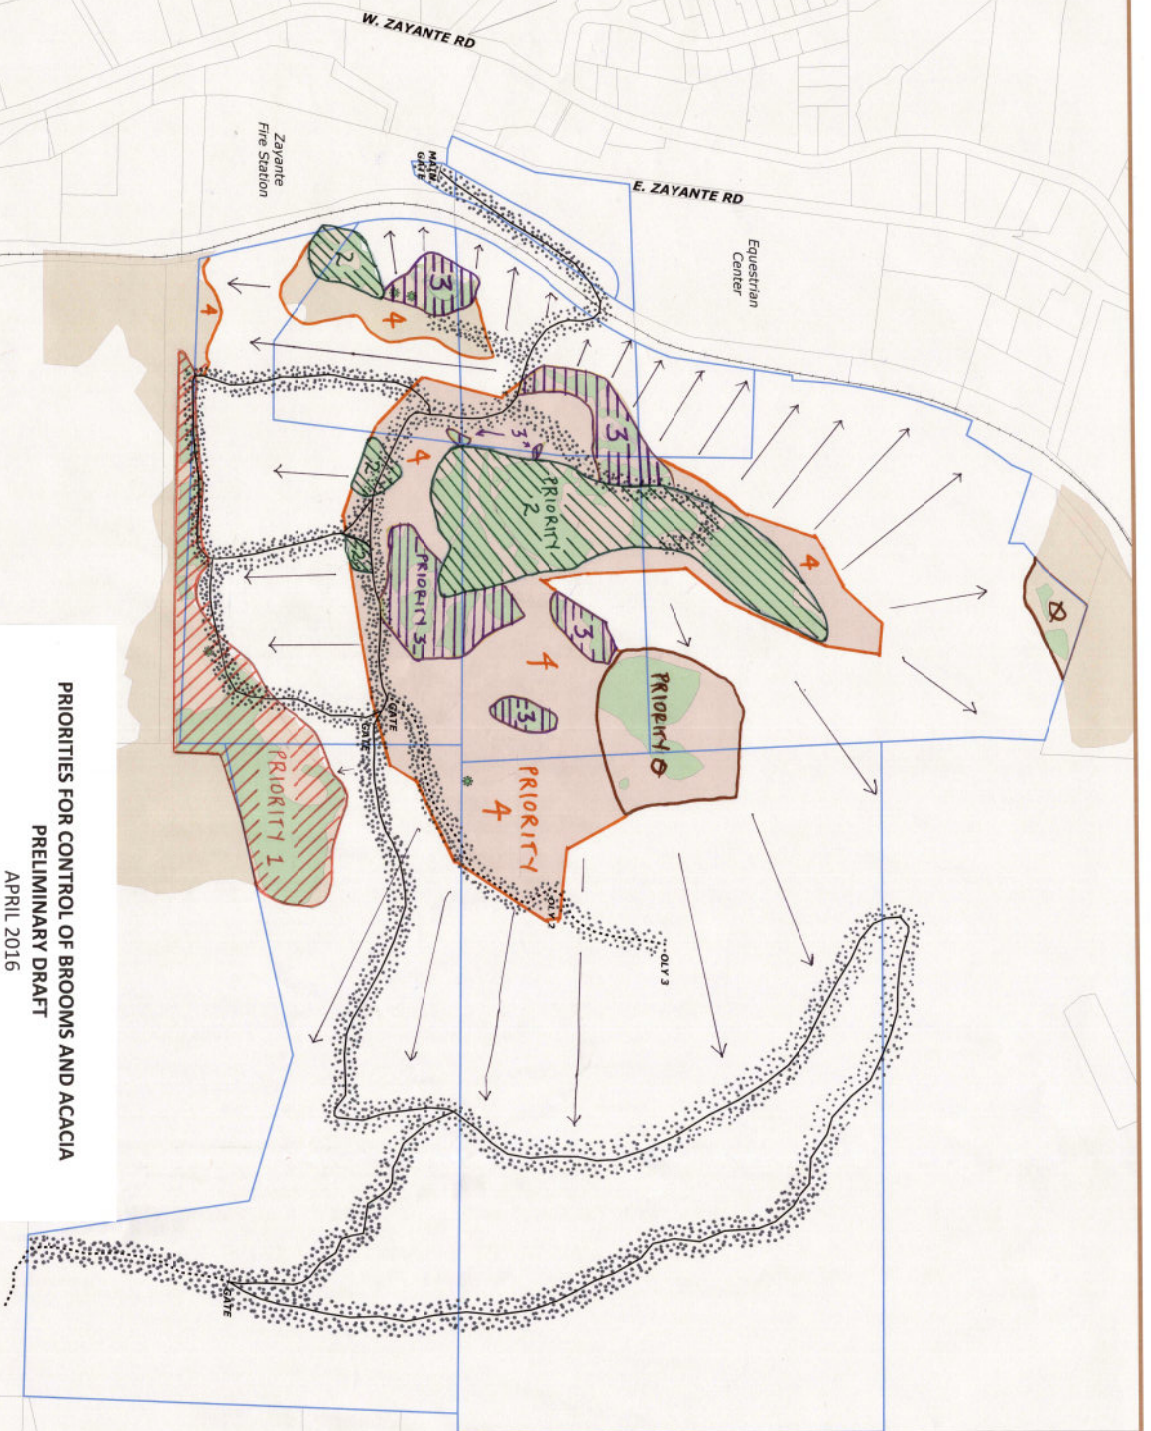 W. ZAYANTE RD
Zayante
Fire Station
MAIN
GATE
E. ZAYANTE RD
Equestrian
Center
2
3
4
4
3
3
4
2
PRIORITY
2
2
PRIORITY 3
3
4
4
Ø
3
PRIORITY Ø
GATE
GATE
PRIORITY 1
PRIORITY
4
OLY 2
OLY 3
GATE
PRIORITIES FOR CONTROL OF BROOMS AND ACACIA
PRELIMINARY DRAFT
APRIL 2016